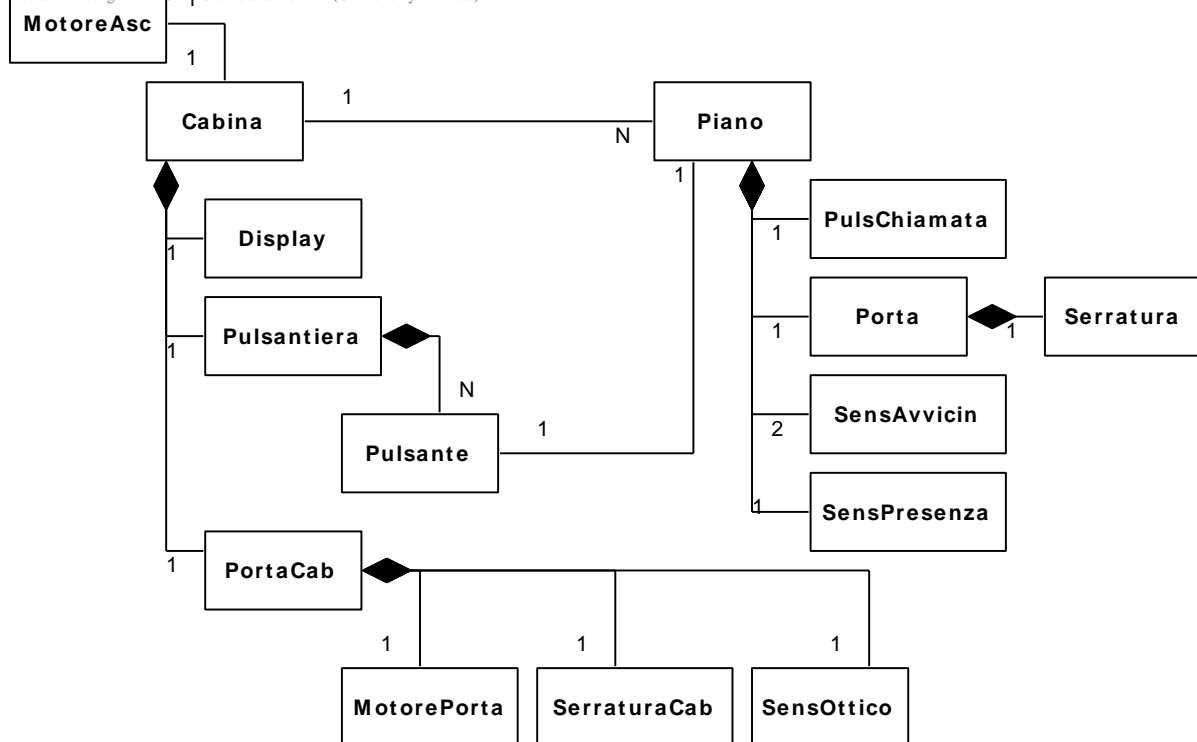 MotoreAsc
1
Cabina
1
N
Piano
1
Display
1
Pulsantiera
1
N
Pulsante
1
PulsChiamata
1
Porta
1
1
Serratura
SensAvvicin
2
SensPresenza
1
PortaCab
1
1
1
1
MotorePorta
SerraturaCab
SensOttico